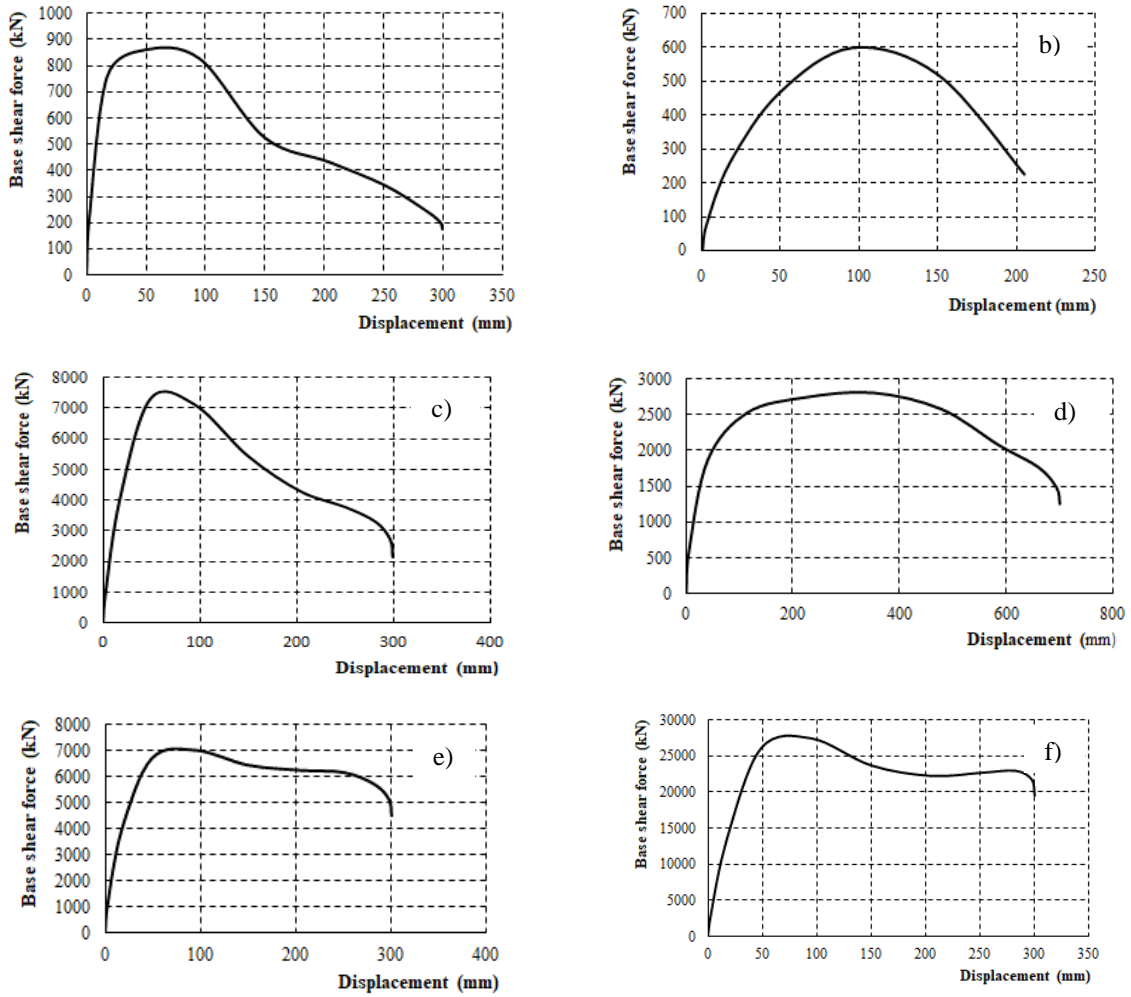 Base shear force (kN)
1000
900
800
700
600
500
400
300
200
100
0
0 50 100 150 200 250 300 350
Displacement (mm)
b)
Base shear force (kN)
700
600
500
400
300
200
100
0
0 50 100 150 200 250
Displacement (mm)
c)
Base shear force (kN)
8000
7000
6000
5000
4000
3000
2000
1000
0
0 100 200 300 400
Displacement (mm)
d)
Base shear force (kN)
3000
2500
2000
1500
1000
500
0
0 200 400 600 800
Displacement (mm)
e)
Base shear force (kN)
8000
7000
6000
5000
4000
3000
2000
1000
0
0 100 200 300 400
Displacement (mm)
f)
Base shear force (kN)
30000
25000
20000
15000
10000
5000
0
0 50 100 150 200 250 300 350
Displacement (mm)